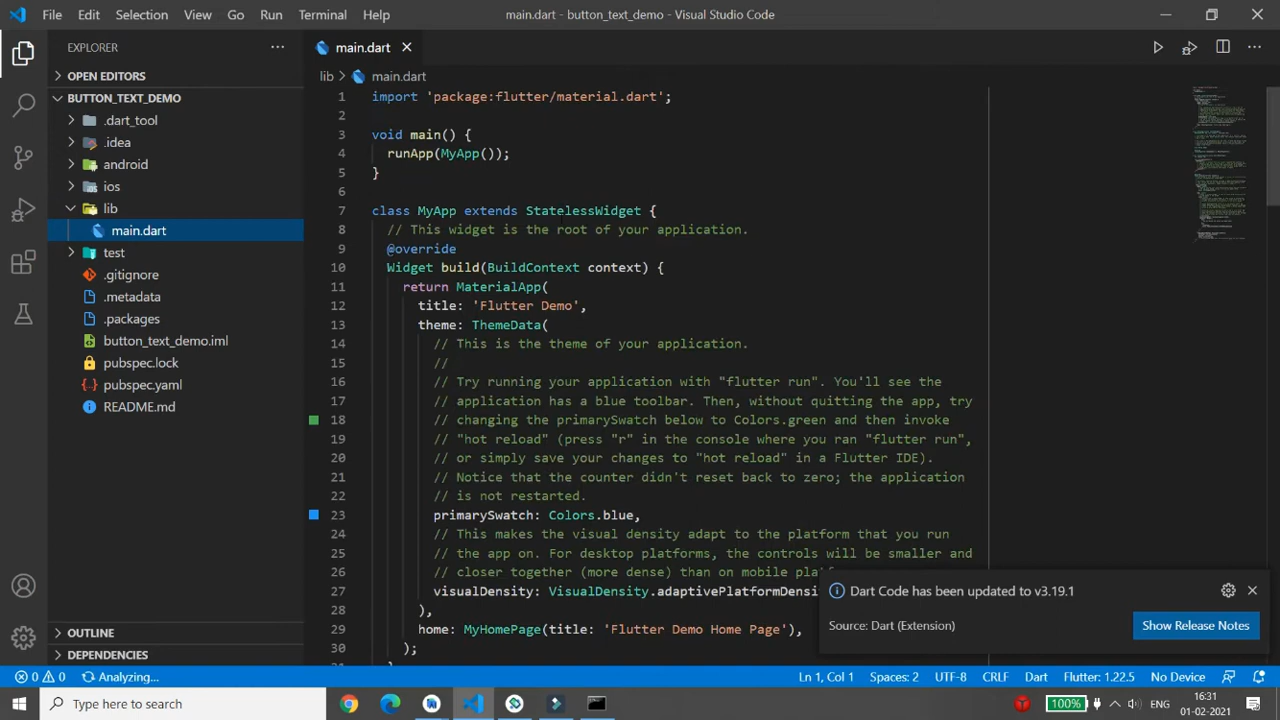 File Edit Selection View Go Run Terminal Help
main.dart - button_text_demo - Visual Studio Code
EXPLORER
OPEN EDITORS
BUTTON_TEXT_DEMO
.dart_tool
.idea
android
ios
lib
main.dart
test
.gitignore
.metadata
.packages
button_text_demo.iml
pubspec.lock
pubspec.yaml
README.md
OUTLINE
DEPENDENCIES
main.dart
lib > main.dart
1 import 'package:flutter/material.dart';
2
3 void main() {
4 runApp(MyApp());
5 }
6
7 class MyApp extends StatelessWidget {
8 // This widget is the root of your application.
9 @override
10 Widget build(BuildContext context) {
11 return MaterialApp(
12 title: 'Flutter Demo',
13 theme: ThemeData(
14 // This is the theme of your application.
15 //
16 // Try running your application with "flutter run". You'll see the
17 // application has a blue toolbar. Then, without quitting the app, try
18 // changing the primarySwatch below to Colors.green and then invoke
19 // "hot reload" (press "r" in the console where you ran "flutter run",
20 // or simply save your changes to "hot reload" in a Flutter IDE).
21 // Notice that the counter didn't reset back to zero; the application
22 // is not restarted.
23 primarySwatch: Colors.blue,
24 // This makes the visual density adapt to the platform that you run
25 // the app on. For desktop platforms, the controls will be smaller and
26 // closer together (more dense) than on mobile
27 visualDensity: VisualDensity.adaptivePlatformDensi
28 ),
29 home: MyHomePage(title: 'Flutter Demo Home Page'),
30 );
Dart Code has been updated to v3.19.1
Source: Dart (Extension)
Show Release Notes
0 0 Analyzing...
Ln 1, Col 1 Spaces: 2 UTF-8 CRLF Dart Flutter: 1.22.5 No Device
Type here to search
100%
ENG
16:31
01-02-2021